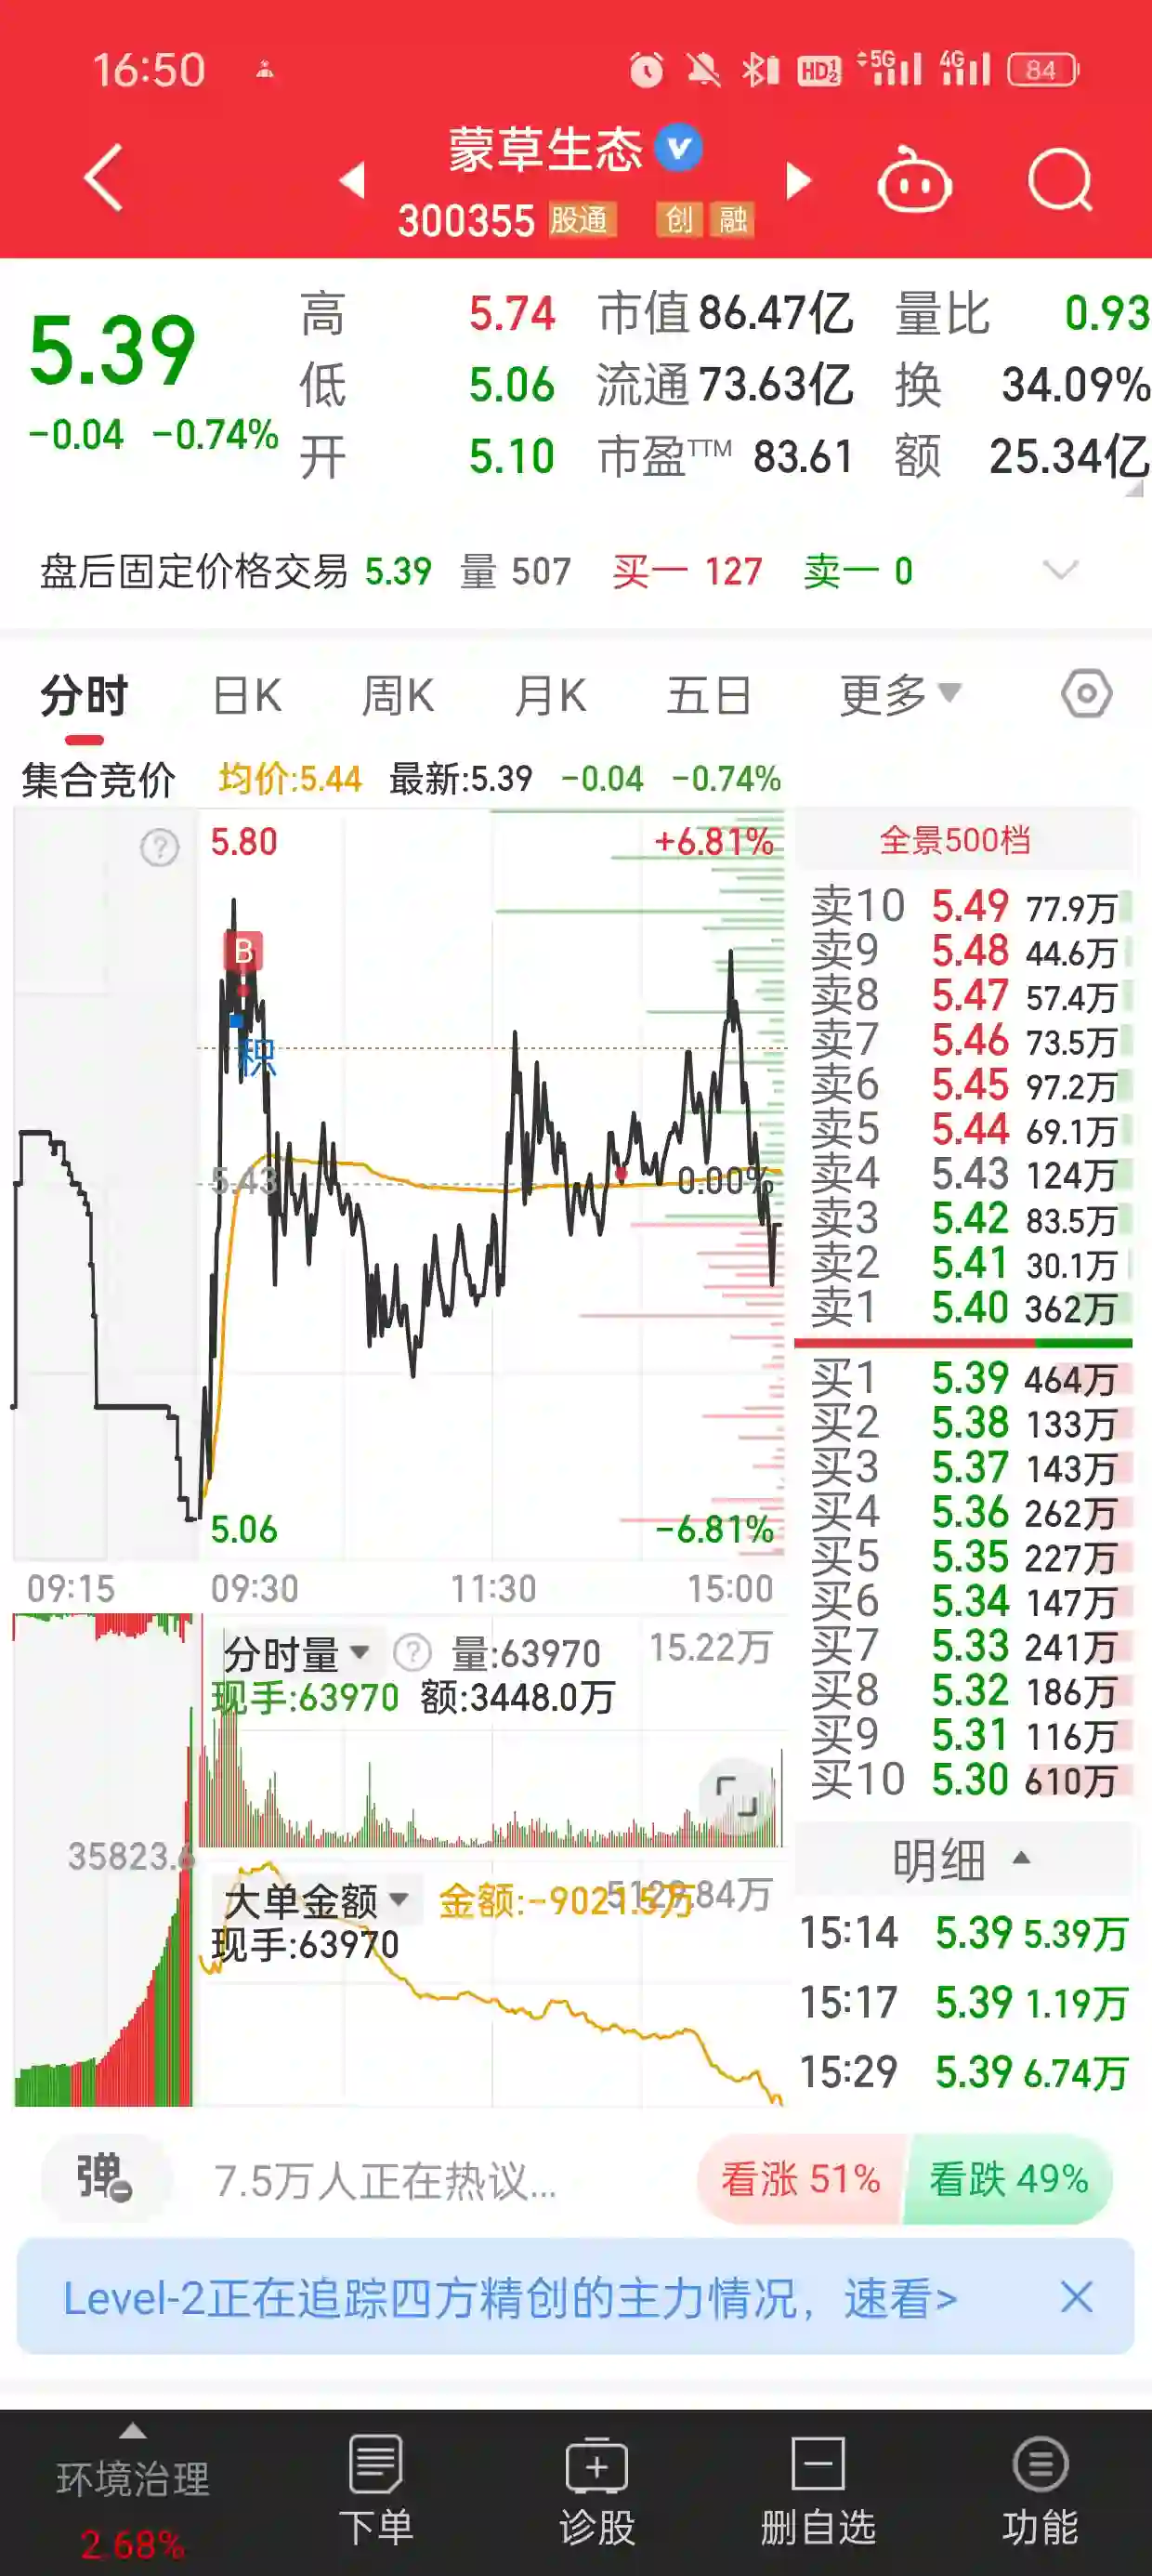 16:50 HD 5G 4G 84
蒙草生态
300355 股通 创 融
5.39
-0.04 -0.74%
高 5.74 市值 86.47亿 量比 0.93
低 5.06 流通 73.63亿 换 34.09%
开 5.10 市盈TTM 83.61 额 25.34亿
盘后固定价格交易 5.39 量 507 买一 127 卖一 0
分时 日K 周K 月K 五日 更多
集合竞价 均价:5.44 最新:5.39 -0.04 -0.74%
5.80 +6.81%
B
积
5.43 0.00%
5.06 -6.81%
09:15 09:30 11:30 15:00
全景500档
卖10 5.49 77.9万
卖9 5.48 44.6万
卖8 5.47 57.4万
卖7 5.46 73.5万
卖6 5.45 97.2万
卖5 5.44 69.1万
卖4 5.43 124万
卖3 5.42 83.5万
卖2 5.41 30.1万
卖1 5.40 362万
买1 5.39 464万
买2 5.38 133万
买3 5.37 143万
买4 5.36 262万
买5 5.35 227万
买6 5.34 147万
买7 5.33 241万
买8 5.32 186万
买9 5.31 116万
买10 5.30 610万
分时量 量:63970 15.22万
现手:63970 额:3448.0万
35823.6
大单金额 金额:-9021.5万
现手:63970
明细
15:14 5.39 5.39万
15:17 5.39 1.19万
15:29 5.39 6.74万
弹 7.5万人正在热议... 看涨 51% 看跌 49%
Level-2正在追踪四方精创的主力情况，速看>
环境治理
2.68%
下单 诊股 删自选 功能